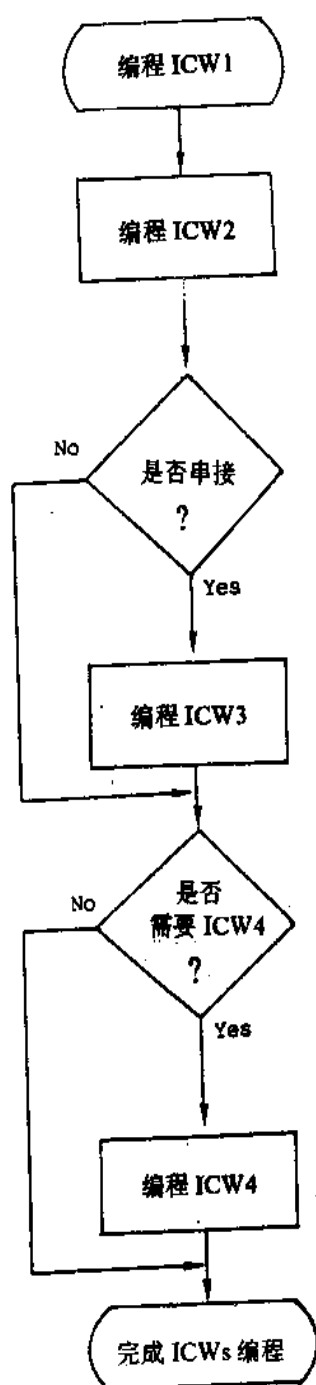 编程 ICW1
编程 ICW2
No
是否串接
?
Yes
编程 ICW3
是否
No
需要 ICW4
?
Yes
编程 ICW4
完成 ICWs 编程